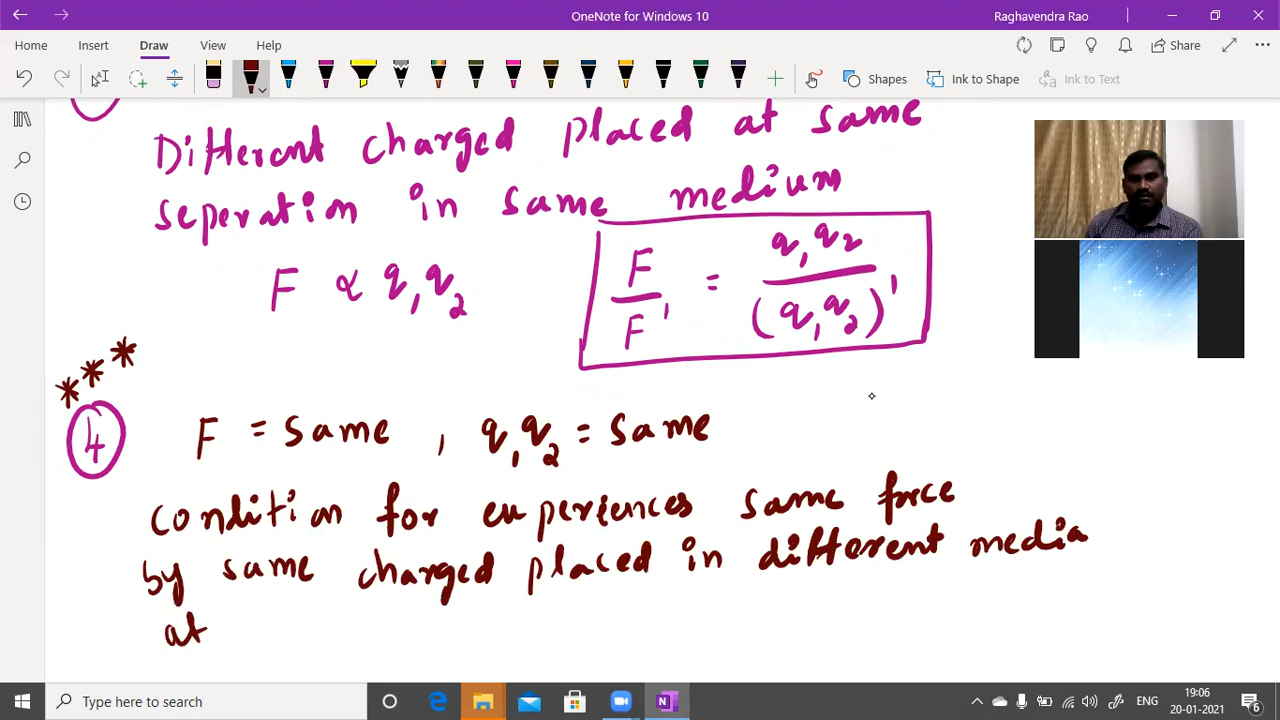 OneNote for Windows 10
Raghavendra Rao
Home Insert Draw View Help
Share
Shapes Ink to Shape Ink to Text
Different charged placed at same
seperation in same medium
F ∝ q₁q₂
F/F' = q₁q₂/(q₁q₂)'
***
4 F = same , q₁q₂ = same
condition for experiences same force
by same charged placed in different media
at
Type here to search
ENG
19:06
20-01-2021
6